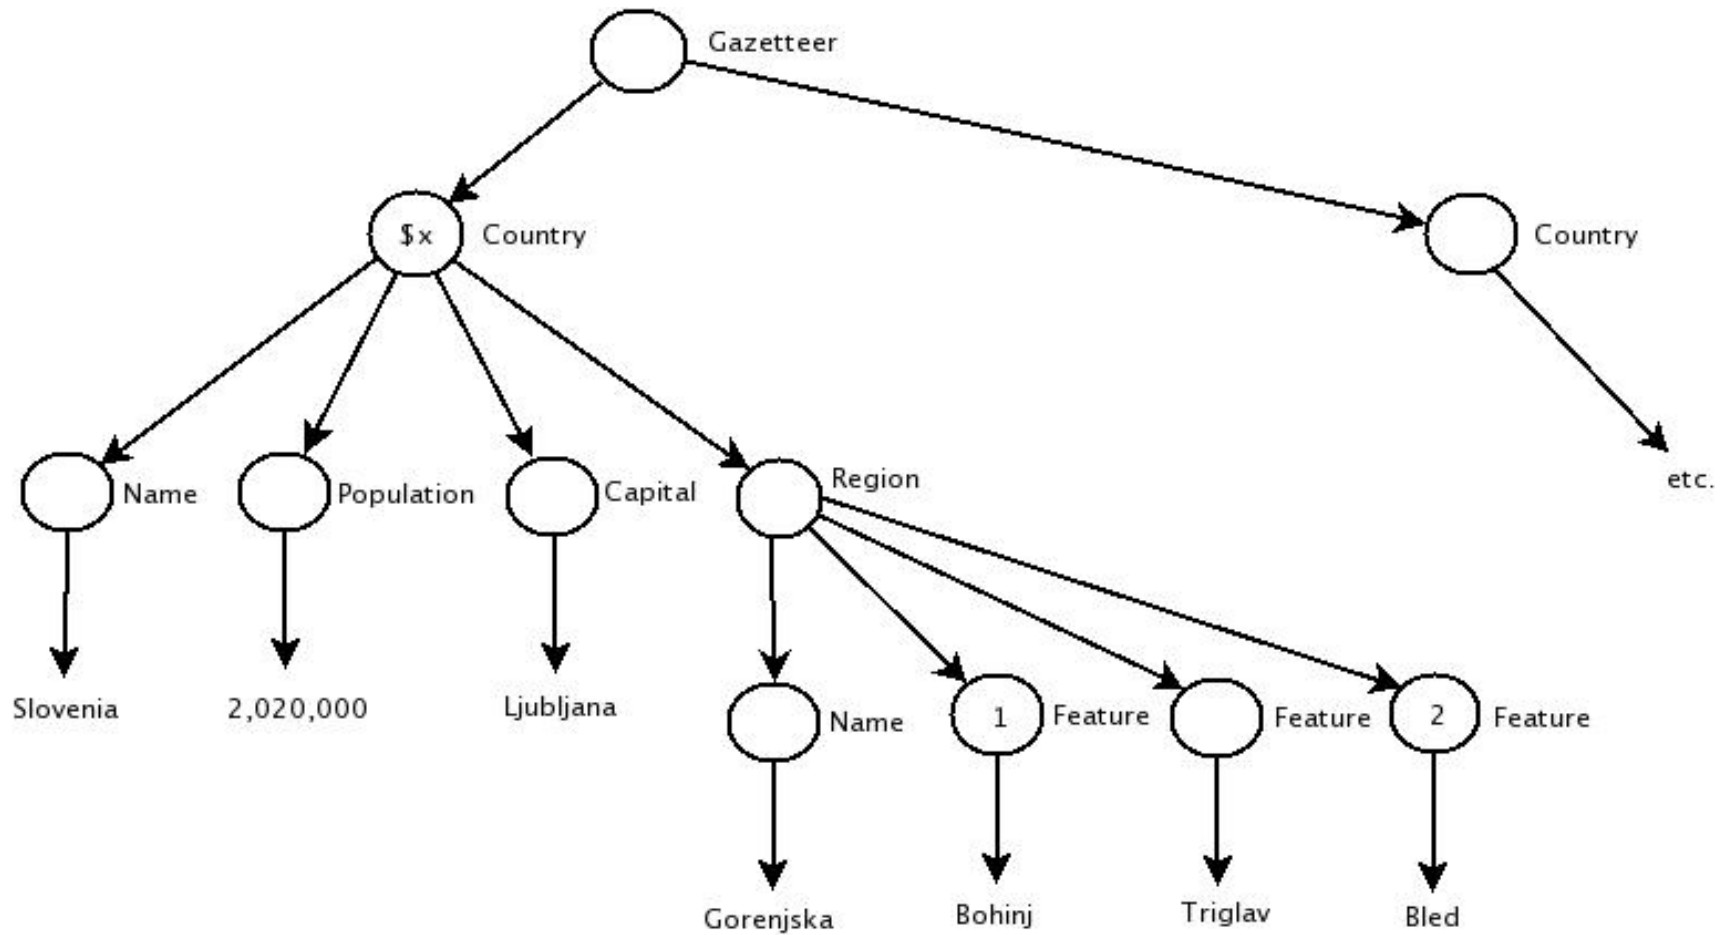 Gazetteer
$x
Country
Country
Name
Population
Capital
Region
etc.
Slovenia
2,020,000
Ljubljana
Name
1
Feature
Feature
2
Feature
Gorenjska
Bohinj
Triglav
Bled